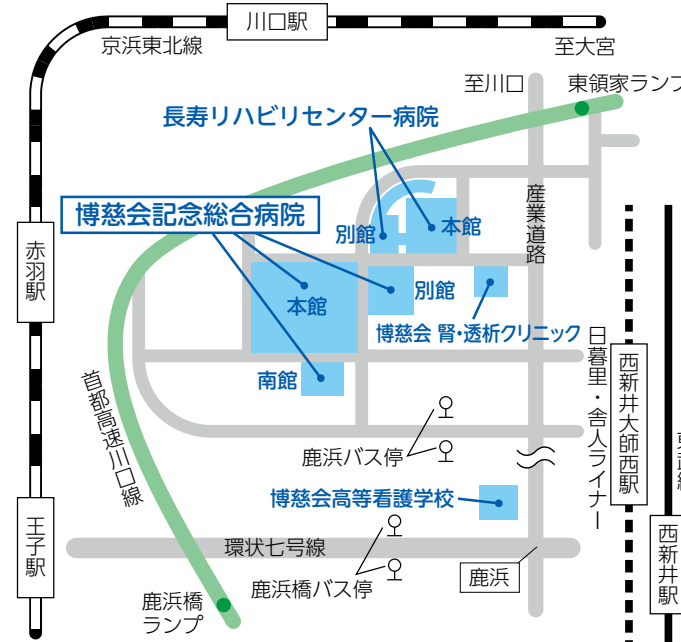 川口駅
京浜東北線
至大宮
至川口
東領家ランプ
長寿リハビリセンター病院
産業道路
博慈会記念総合病院
別館
本館
赤羽駅
本館
別館
博慈会 腎・透析クリニック
日暮里・舎人ライナー
西新井大師西駅
南館
首都高速川口線
鹿浜バス停
博慈会高等看護学校
王子駅
環状七号線
鹿浜橋バス停
鹿浜
西新井駅
鹿浜橋
ランプ